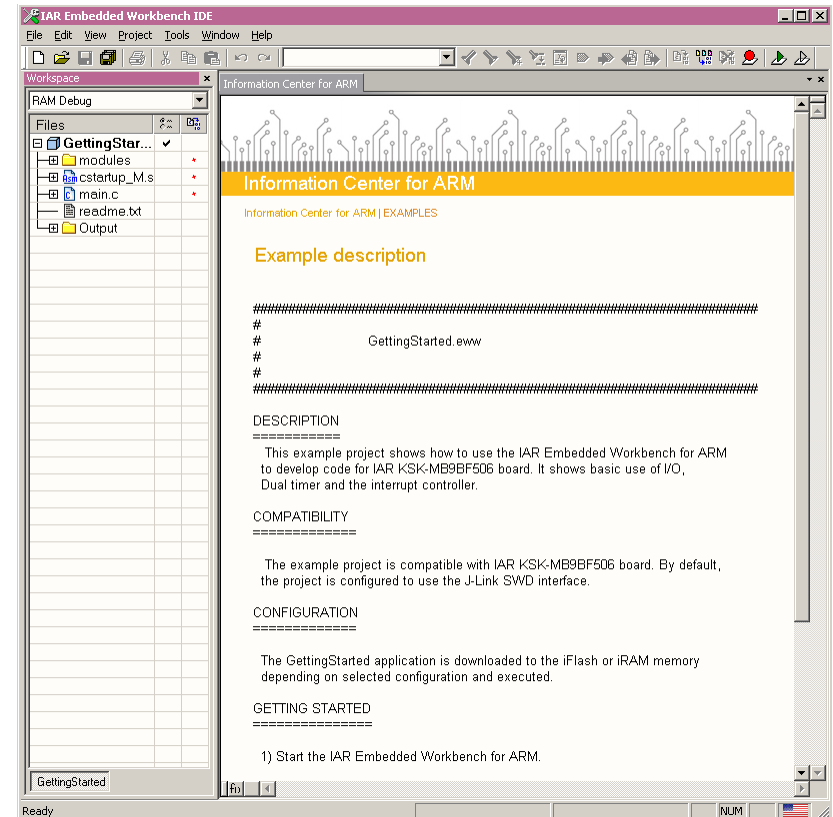 IAR Embedded Workbench IDE
File Edit View Project Tools Window Help
Workspace
Information Center for ARM
RAM Debug
Files
GettingStar...
modules
cstartup_M.s
main.c
readme.txt
Output
Information Center for ARM
Information Center for ARM | EXAMPLES
Example description
#
# GettingStarted.eww
#
#
DESCRIPTION
===========
This example project shows how to use the IAR Embedded Workbench for ARM
to develop code for IAR KSK-MB9BF506 board. It shows basic use of I/O,
Dual timer and the interrupt controller.
COMPATIBILITY
=============
The example project is compatible with IAR KSK-MB9BF506 board. By default,
the project is configured to use the J-Link SWD interface.
CONFIGURATION
=============
The GettingStarted application is downloaded to the iFlash or iRAM memory
depending on selected configuration and executed.
GETTING STARTED
===============
1) Start the IAR Embedded Workbench for ARM.
GettingStarted
Ready
NUM